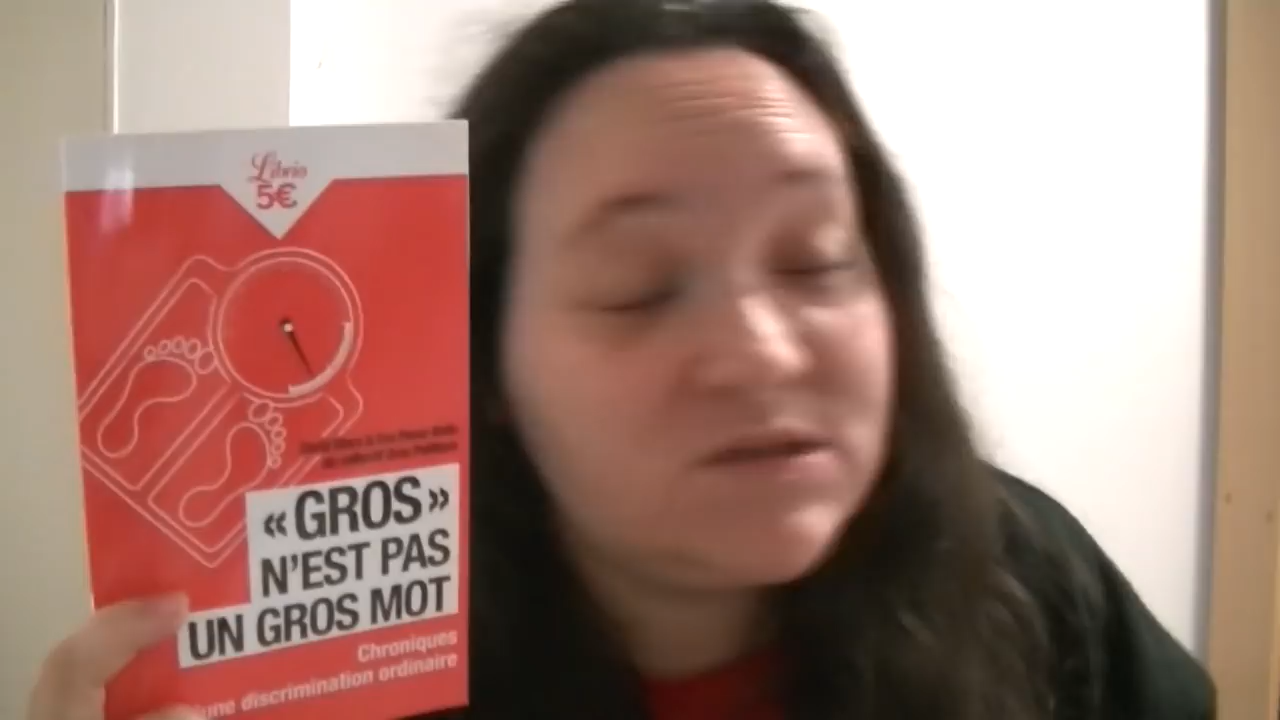 Librio
5€
« GROS »
N'EST PAS
UN GROS MOT
Chroniques
une discrimination ordinaire